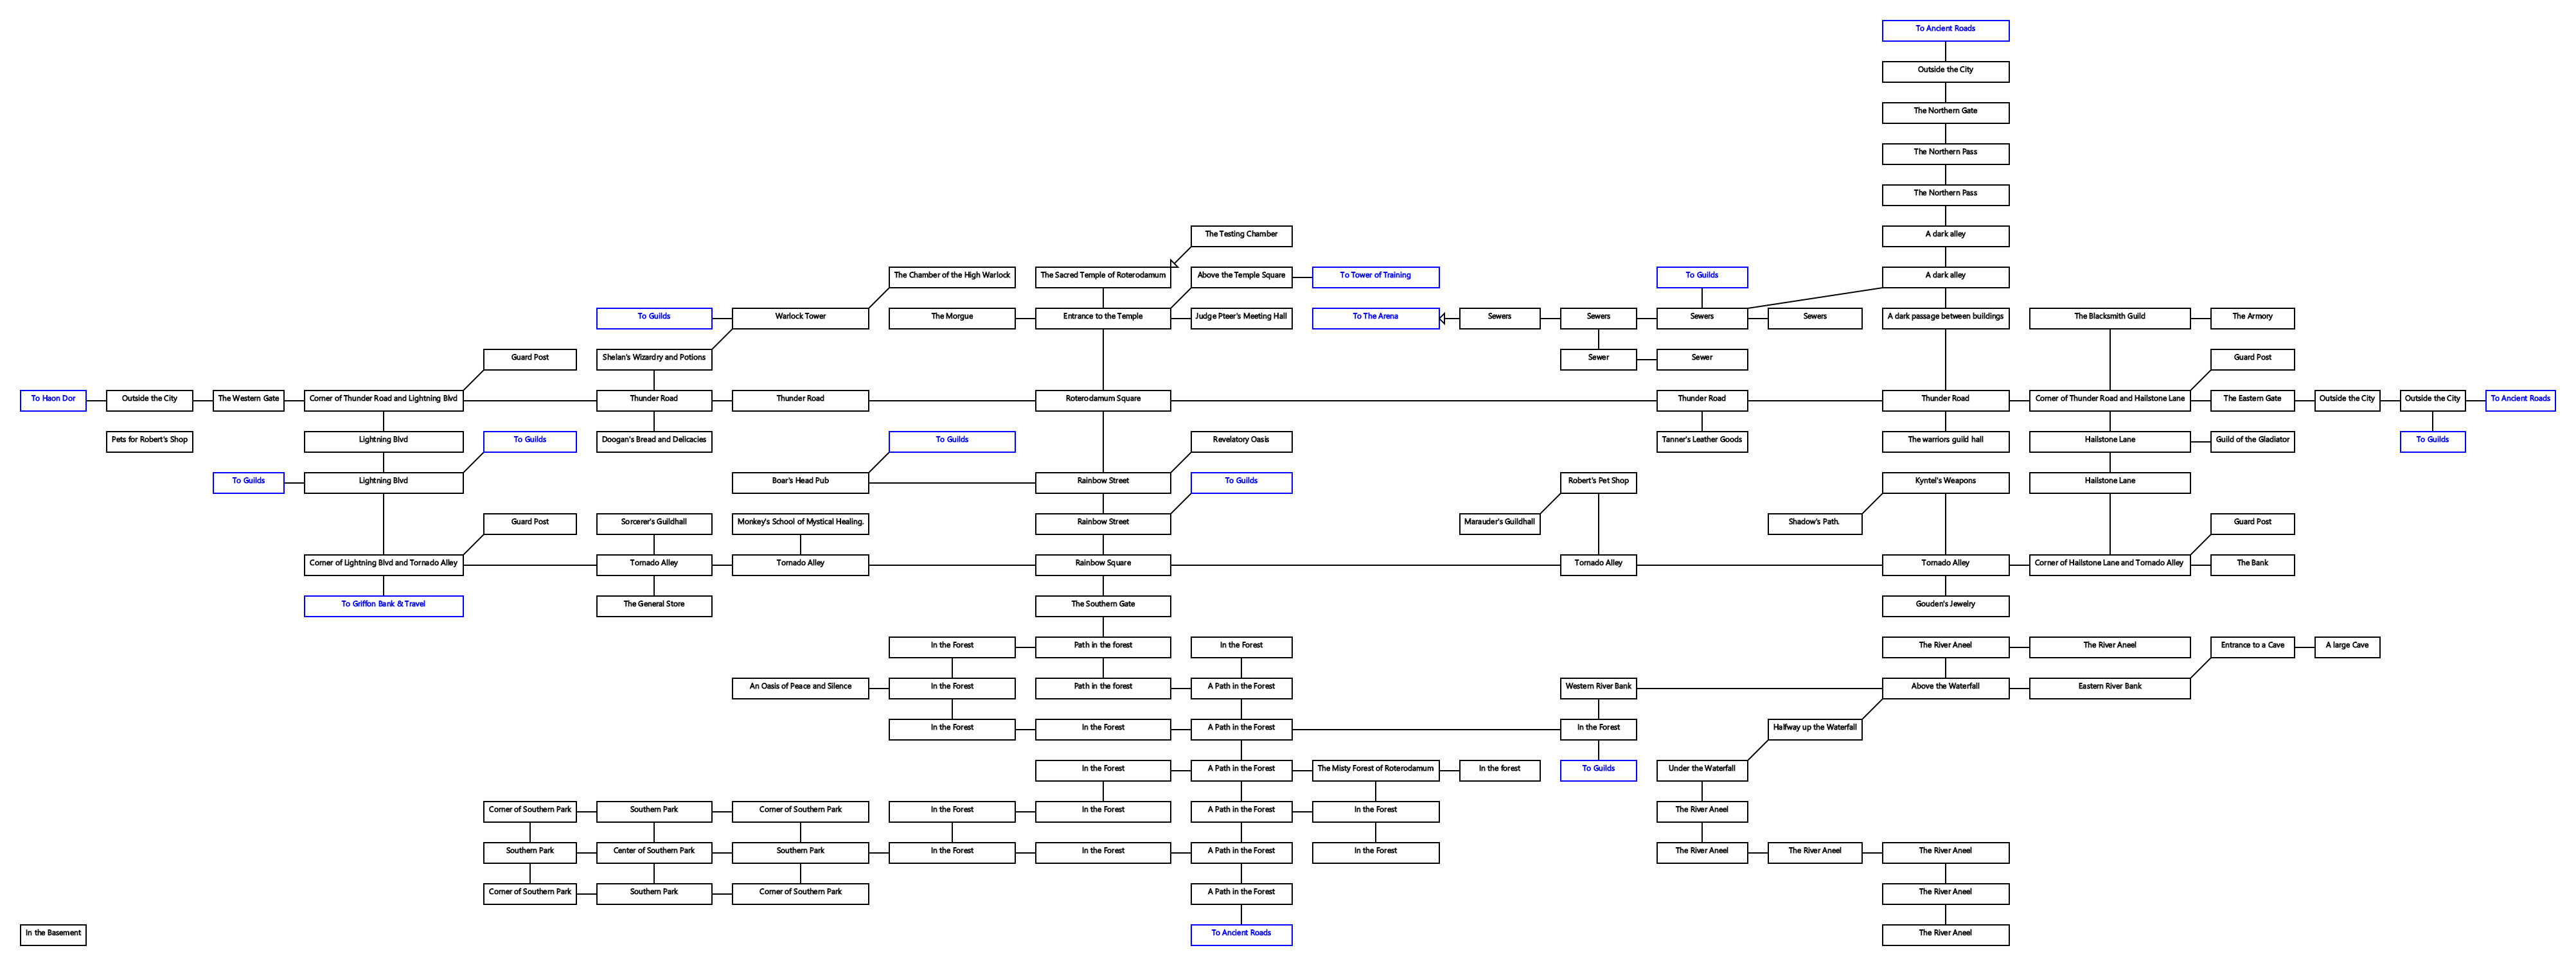 To Ancient Roads
Outside the City
The Northern Gate
The Northern Pass
The Northern Pass
The Testing Chamber
A dark alley
The Chamber of the High Warlock
The Sacred Temple of Roterodamum
Above the Temple Square
To Tower of Training
To Guilds
A dark alley
To Guilds
Warlock Tower
The Morgue
Entrance to the Temple
Judge Pteer's Meeting Hall
To The Arena
Sewers
Sewers
Sewers
Sewers
A dark passage between buildings
The Blacksmith Guild
The Armory
Guard Post
Shelan's Wizardry and Potions
Sewer
Sewer
Guard Post
To Haon Dor
Outside the City
The Western Gate
Corner of Thunder Road and Lightning Blvd
Thunder Road
Thunder Road
Roterodamum Square
Thunder Road
Thunder Road
Corner of Thunder Road and Hailstone Lane
The Eastern Gate
Outside the City
Outside the City
To Ancient Roads
Pets for Robert's Shop
Lightning Blvd
To Guilds
Doogan's Bread and Delicacies
To Guilds
Revelatory Oasis
Tanner's Leather Goods
The warriors guild hall
Hailstone Lane
Guild of the Gladiator
To Guilds
To Guilds
Lightning Blvd
Boar's Head Pub
Rainbow Street
To Guilds
Robert's Pet Shop
Kyntel's Weapons
Hailstone Lane
Guard Post
Sorcerer's Guildhall
Monkey's School of Mystical Healing.
Rainbow Street
Marauder's Guildhall
Shadow's Path.
Guard Post
Corner of Lightning Blvd and Tornado Alley
Tornado Alley
Tornado Alley
Rainbow Square
Tornado Alley
Tornado Alley
Corner of Hailstone Lane and Tornado Alley
The Bank
To Griffon Bank & Travel
The General Store
The Southern Gate
Gouden's Jewelry
In the Forest
Path in the forest
In the Forest
The River Aneel
The River Aneel
Entrance to a Cave
A large Cave
An Oasis of Peace and Silence
In the Forest
Path in the forest
A Path in the Forest
Western River Bank
Above the Waterfall
Eastern River Bank
In the Forest
In the Forest
A Path in the Forest
In the Forest
Halfway up the Waterfall
In the Forest
A Path in the Forest
The Misty Forest of Roterodamum
In the forest
To Guilds
Under the Waterfall
Corner of Southern Park
Southern Park
Corner of Southern Park
In the Forest
In the Forest
A Path in the Forest
In the Forest
The River Aneel
Southern Park
Center of Southern Park
Southern Park
In the Forest
In the Forest
A Path in the Forest
In the Forest
The River Aneel
The River Aneel
The River Aneel
Corner of Southern Park
Southern Park
Corner of Southern Park
A Path in the Forest
The River Aneel
In the Basement
To Ancient Roads
The River Aneel